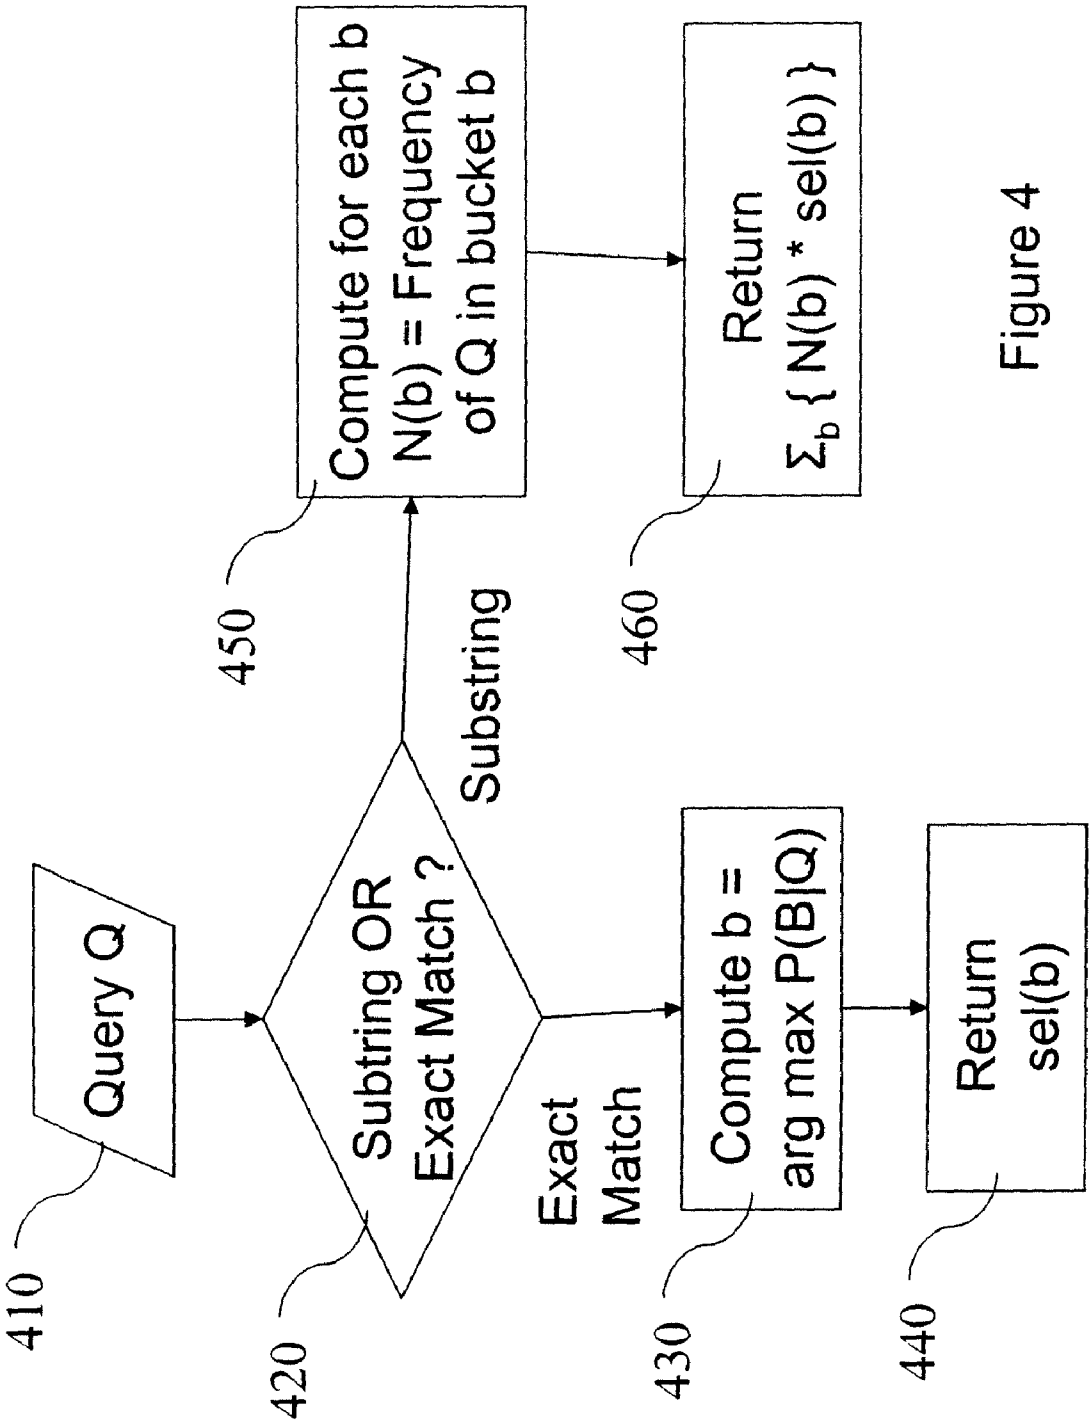 410
Query Q
420
Subtring OR
Exact Match ?
Substring
Exact
Match
430
Compute b =
arg max P(B|Q)
440
Return
sel(b)
450
Compute for each b
N(b) = Frequency
of Q in bucket b
460
Return
Σb { N(b) * sel(b) }
Figure 4